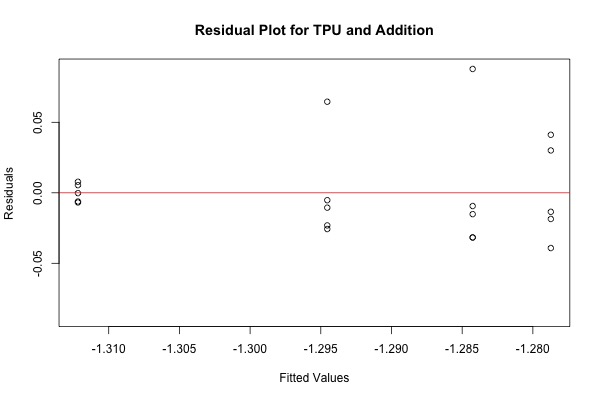 Residual Plot for TPU and Addition
Residuals
0.05
0.00
-0.05
-1.310 -1.305 -1.300 -1.295 -1.290 -1.285 -1.280
Fitted Values